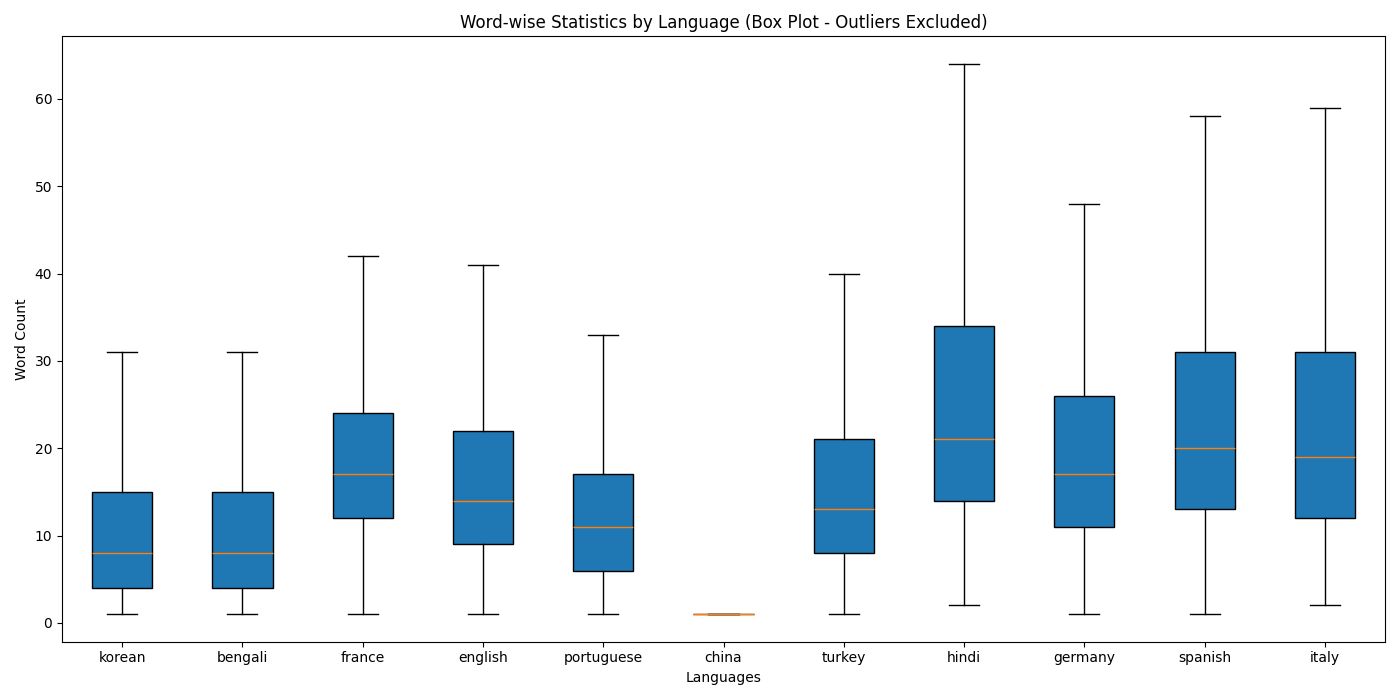 Word-wise Statistics by Language (Box Plot - Outliers Excluded)
60
50
40
30
20
10
0
Word Count
korean bengali france english portuguese china turkey hindi germany spanish italy
Languages